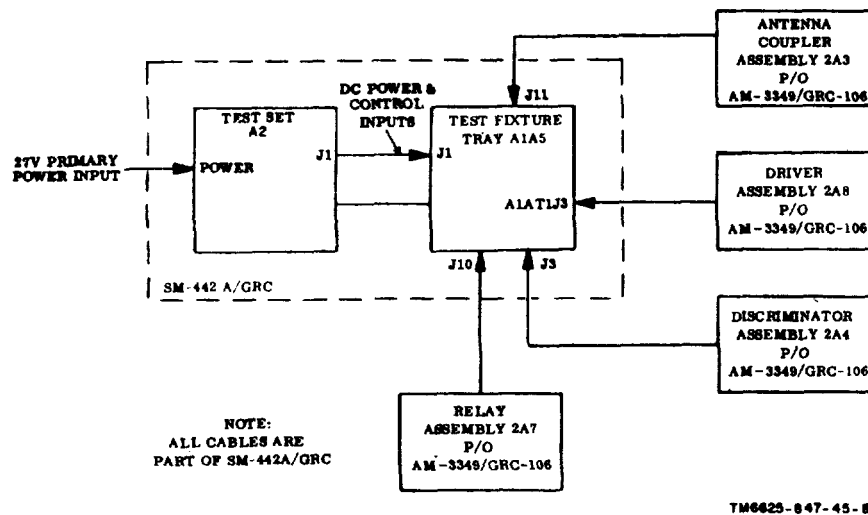 ANTENNA
COUPLER
ASSEMBLY 2A3
P/O
AM-3349/GRC-106
J11
DC POWER &
CONTROL
INPUTS
TEST SET
A2
TEST FIXTURE
TRAY A1A5
27V PRIMARY
POWER INPUT
POWER
J1
J1
A1AT1J3
DRIVER
ASSEMBLY 2A8
P/O
AM-3349/GRC-106
J10
J3
SM-442 A/GRC
DISCRIMINATOR
ASSEMBLY 2A4
P/O
AM-3349/GRC-106
NOTE:
ALL CABLES ARE
PART OF SM-442A/GRC
RELAY
ASSEMBLY 2A7
P/O
AM-3349/GRC-106